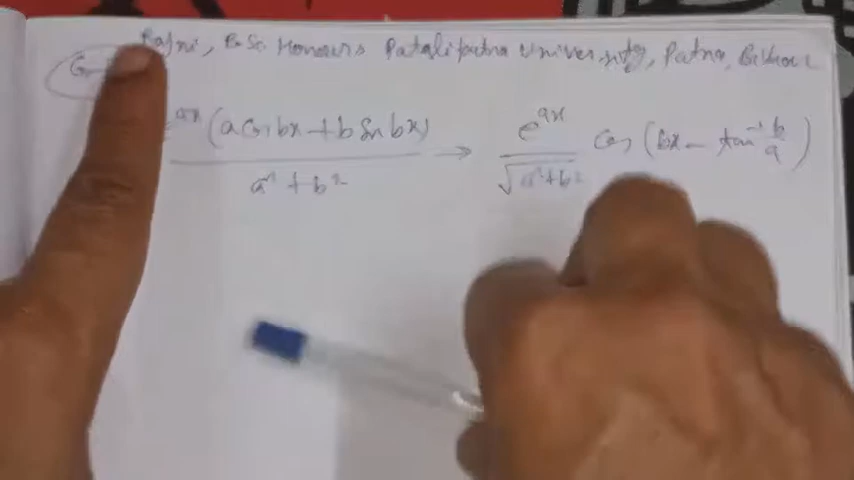 Rajni, B.Sc Honours Pataliputra University, Patna, Bihar
e^ax (a cos bx + b sin bx) / a² + b² → e^ax / √a²+b² cos (bx - tan⁻¹ b/a)